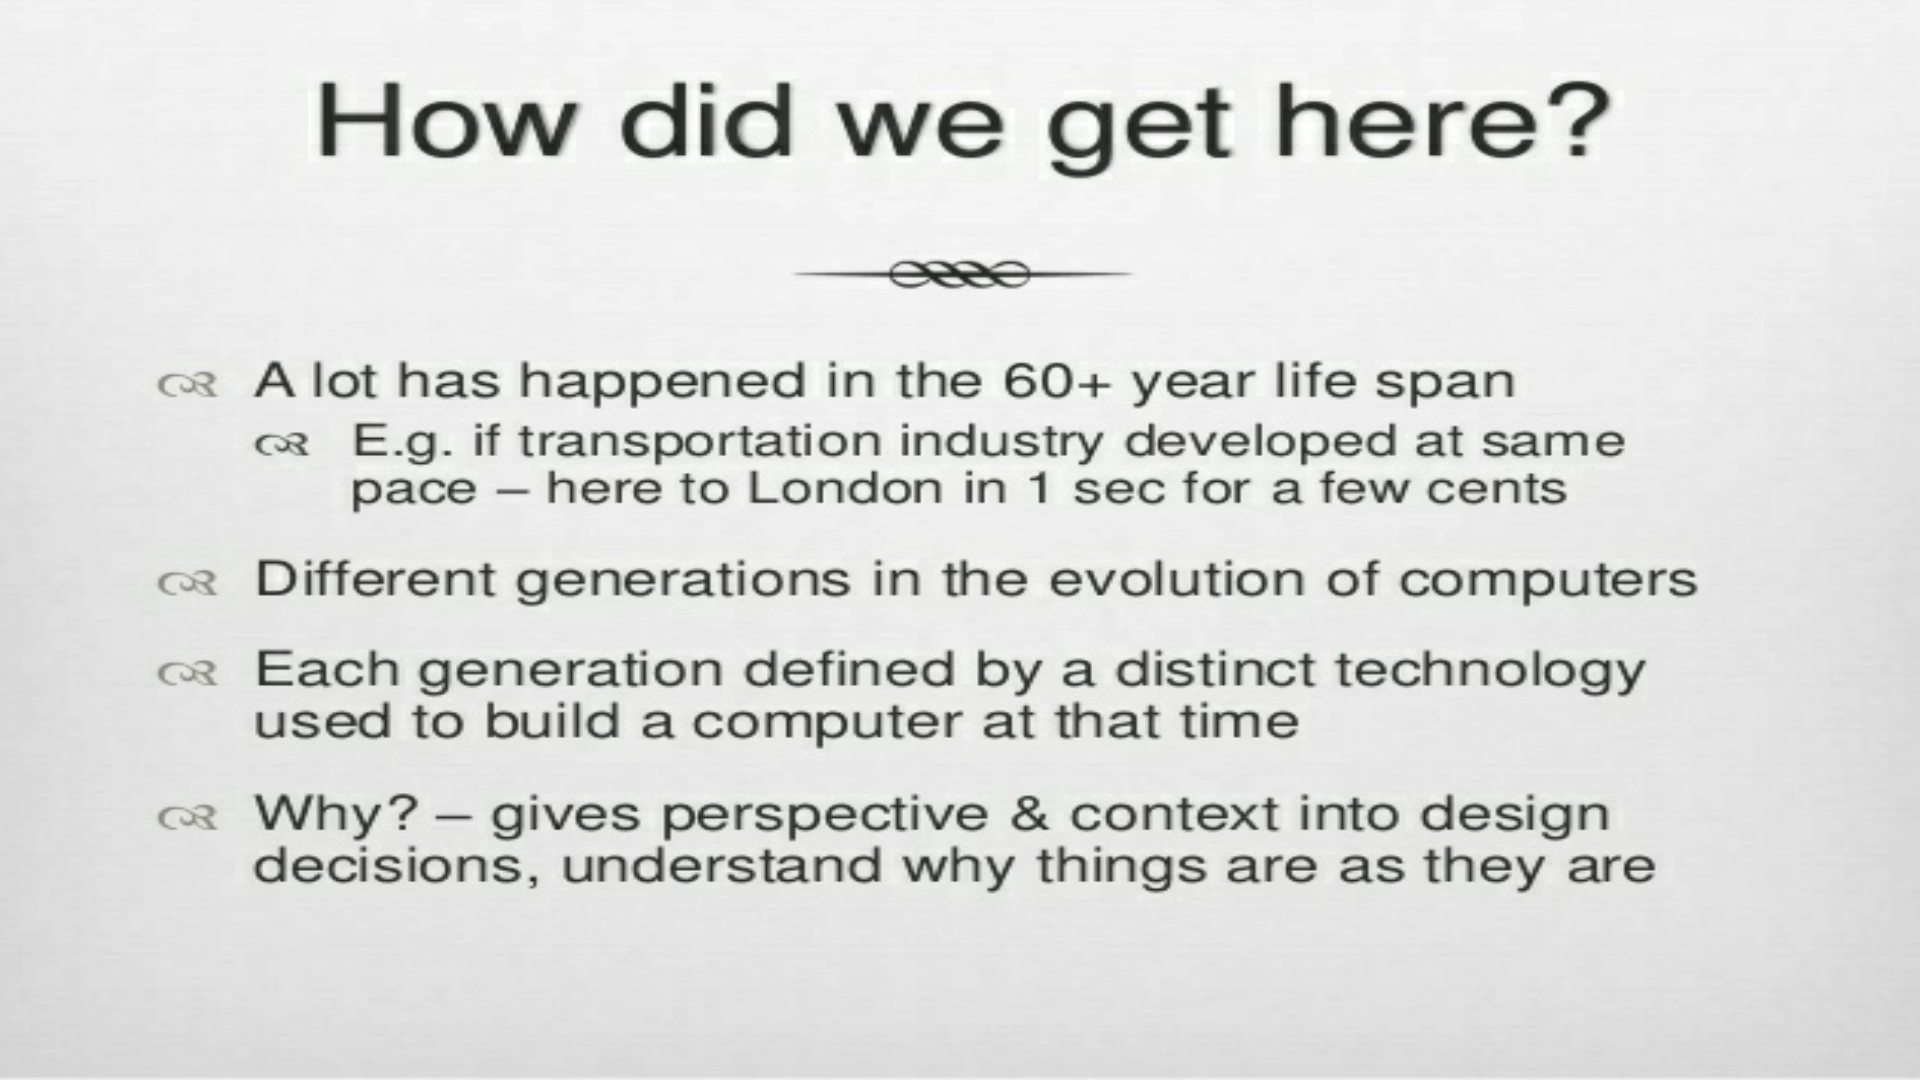 How did we get here?
A lot has happened in the 60+ year life span
E.g. if transportation industry developed at same
pace – here to London in 1 sec for a few cents
Different generations in the evolution of computers
Each generation defined by a distinct technology
used to build a computer at that time
Why? – gives perspective & context into design
decisions, understand why things are as they are